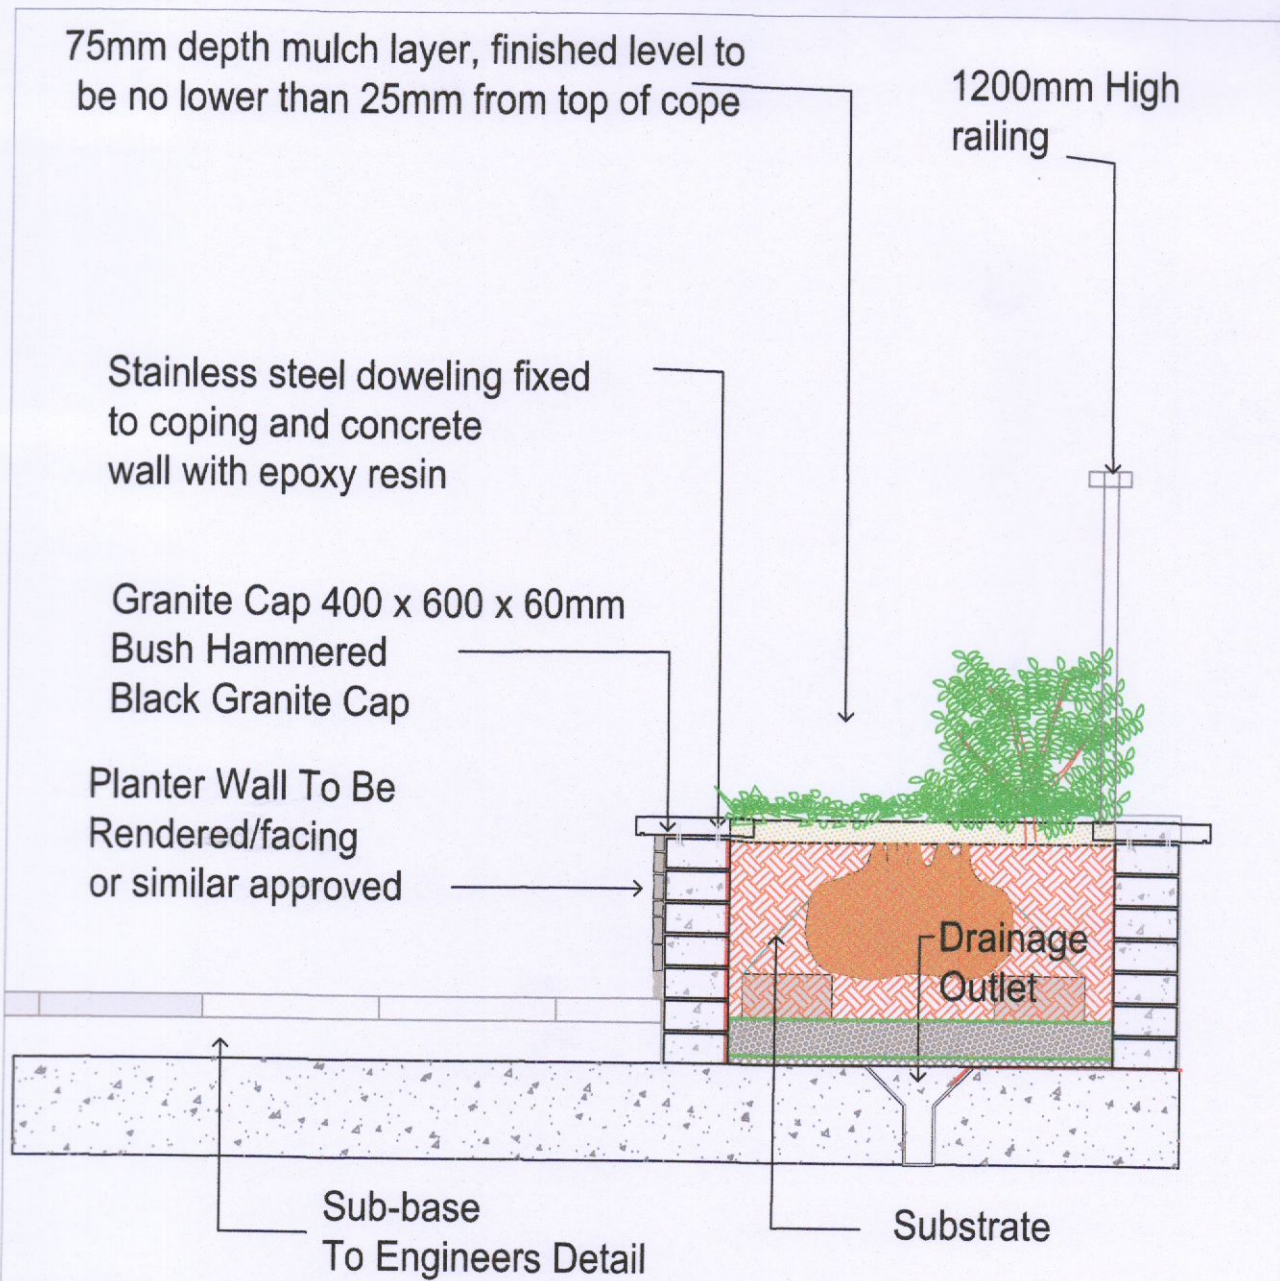 75mm depth mulch layer, finished level to
be no lower than 25mm from top of cope
1200mm High
railing
Stainless steel doweling fixed
to coping and concrete
wall with epoxy resin
Granite Cap 400 x 600 x 60mm
Bush Hammered
Black Granite Cap
Planter Wall To Be
Rendered/facing
or similar approved
Drainage
Outlet
Sub-base
To Engineers Detail
Substrate